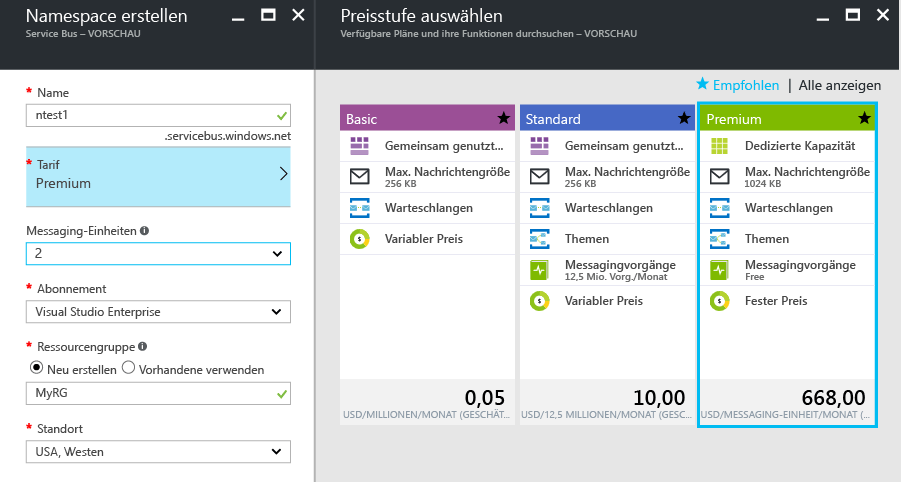 Namespace erstellen
Service Bus – VORSCHAU
* Name
ntest1
.servicebus.windows.net
* Tarif
Premium
Messaging-Einheiten
2
* Abonnement
Visual Studio Enterprise
* Ressourcengruppe
Neu erstellen Vorhandene verwenden
MyRG
* Standort
USA, Westen
Preisstufe auswählen
Verfügbare Pläne und ihre Funktionen durchsuchen – VORSCHAU
Empfohlen | Alle anzeigen
Basic
Gemeinsam genutzt...
Max. Nachrichtengröße
256 KB
Warteschlangen
Variabler Preis
0,05
USD/MILLIONEN/MONAT (GESCHÄT...
Standard
Gemeinsam genutzt...
Max. Nachrichtengröße
256 KB
Warteschlangen
Themen
Messagingvorgänge
12,5 Mio. Vorg./Monat
Variabler Preis
10,00
USD/12,5 MILLIONEN/MONAT (GESC...
Premium
Dedizierte Kapazität
Max. Nachrichtengröße
1024 KB
Warteschlangen
Themen
Messagingvorgänge
Free
Fester Preis
668,00
USD/MESSAGING-EINHEIT/MONAT (...